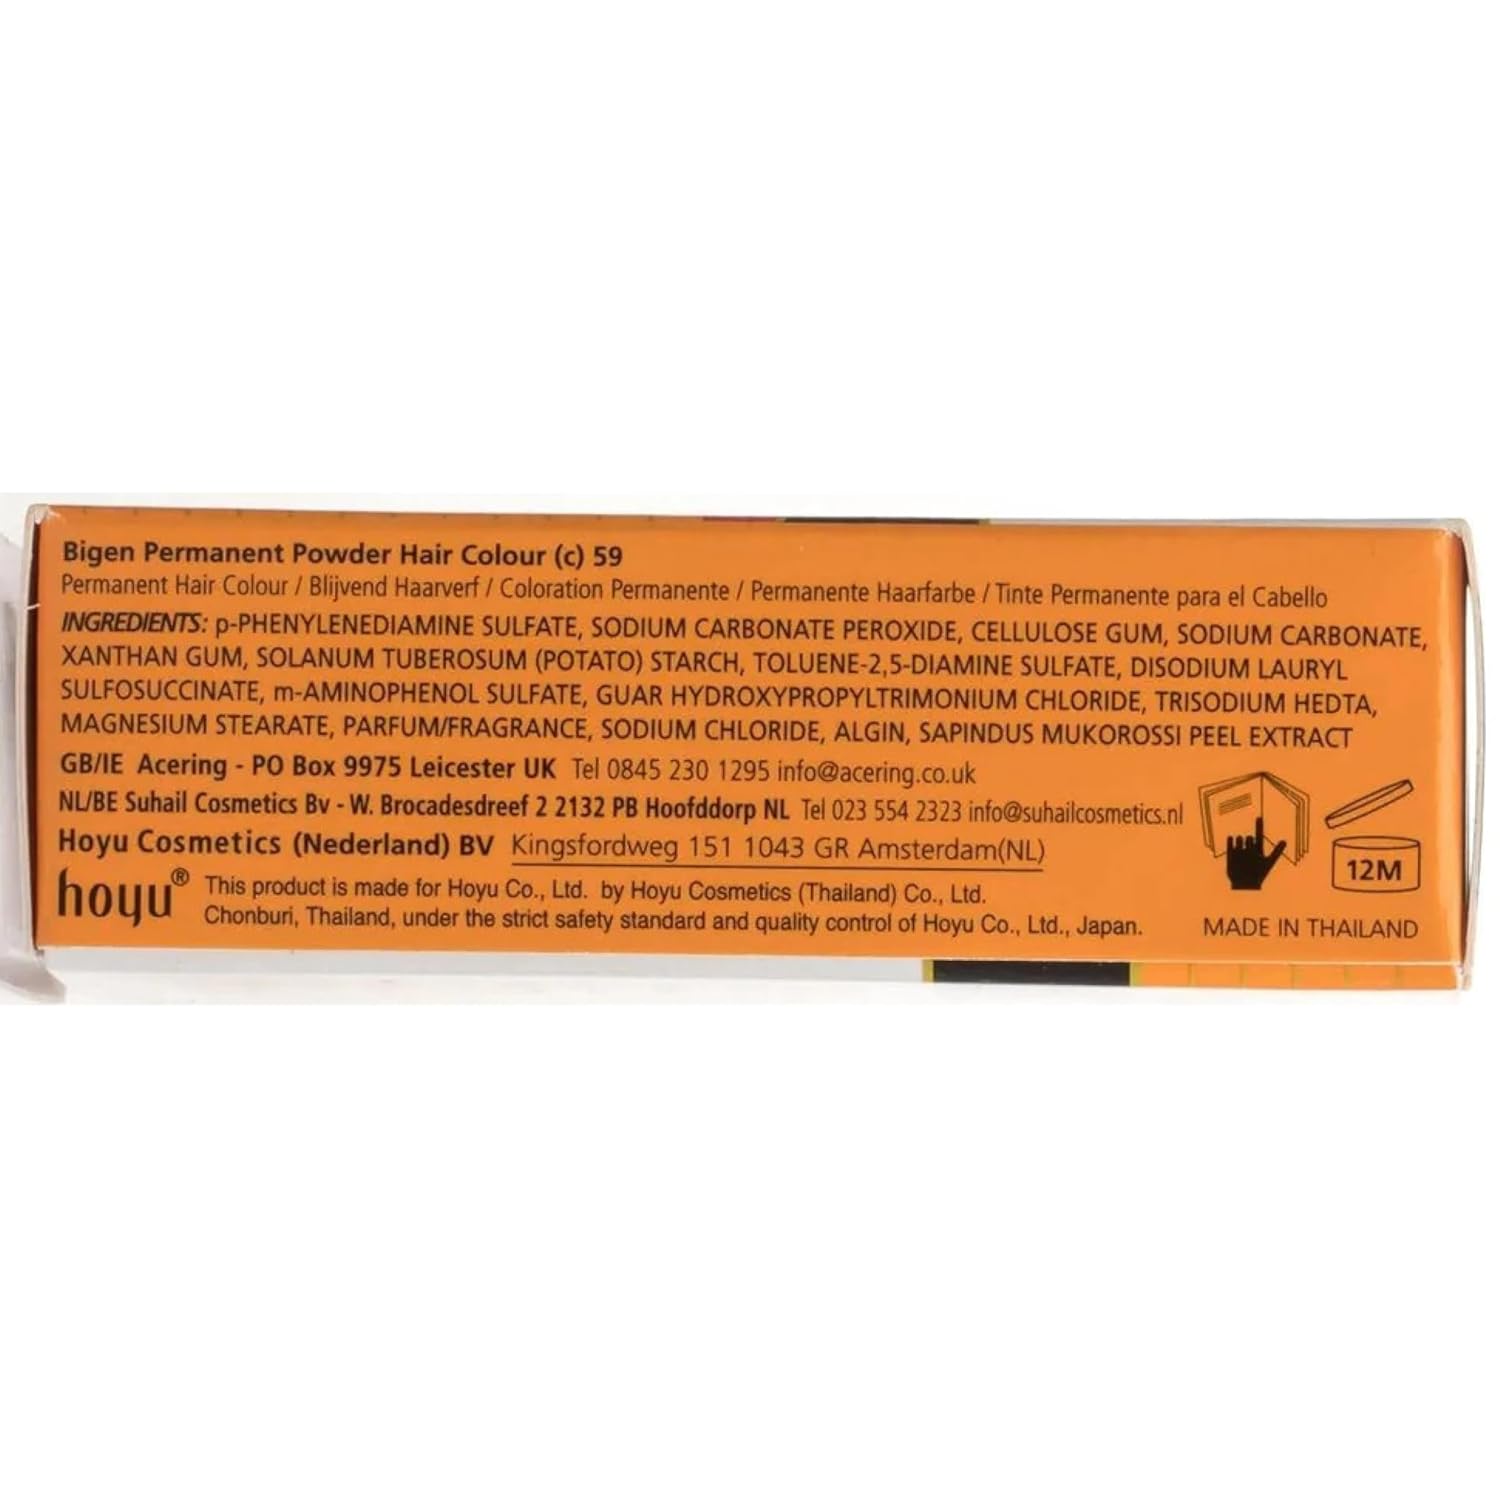 Bigen Permanent Powder Hair Colour (c) 59
Permanent Hair Colour / Blijvend Haarverf / Coloration Permanente / Permanente Haarfarbe / Tinte Permanente para el Cabello
INGREDIENTS: p-PHENYLENEDIAMINE SULFATE, SODIUM CARBONATE PEROXIDE, CELLULOSE GUM, SODIUM CARBONATE,
XANTHAN GUM, SOLANUM TUBEROSUM (POTATO) STARCH, TOLUENE-2,5-DIAMINE SULFATE, DISODIUM LAURYL
SULFOSUCCINATE, m-AMINOPHENOL SULFATE, GUAR HYDROXYPROPYLTRIMONIUM CHLORIDE, TRISODIUM HEDTA,
MAGNESIUM STEARATE, PARFUM/FRAGRANCE, SODIUM CHLORIDE, ALGIN, SAPINDUS MUKOROSSI PEEL EXTRACT
GB/IE Acering - PO Box 9975 Leicester UK Tel 0845 230 1295 info@acering.co.uk
NL/BE Suhail Cosmetics Bv - W. Brocadesdreef 2 2132 PB Hoofddorp NL Tel 023 554 2323 info@suhailcosmetics.nl
Hoyu Cosmetics (Nederland) BV Kingsfordweg 151 1043 GR Amsterdam(NL)
hoyu® This product is made for Hoyu Co., Ltd. by Hoyu Cosmetics (Thailand) Co., Ltd.
Chonburi, Thailand, under the strict safety standard and quality control of Hoyu Co., Ltd., Japan.
12M
MADE IN THAILAND